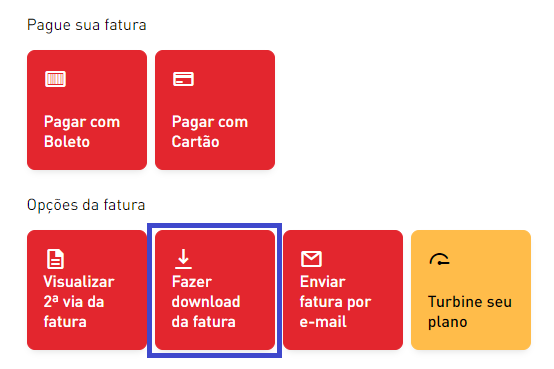 Pague sua fatura
Pagar com
Boleto
Pagar com
Cartão
Opções da fatura
Visualizar
2ª via da
fatura
Fazer
download
da fatura
Enviar
fatura por
e-mail
Turbine seu
plano